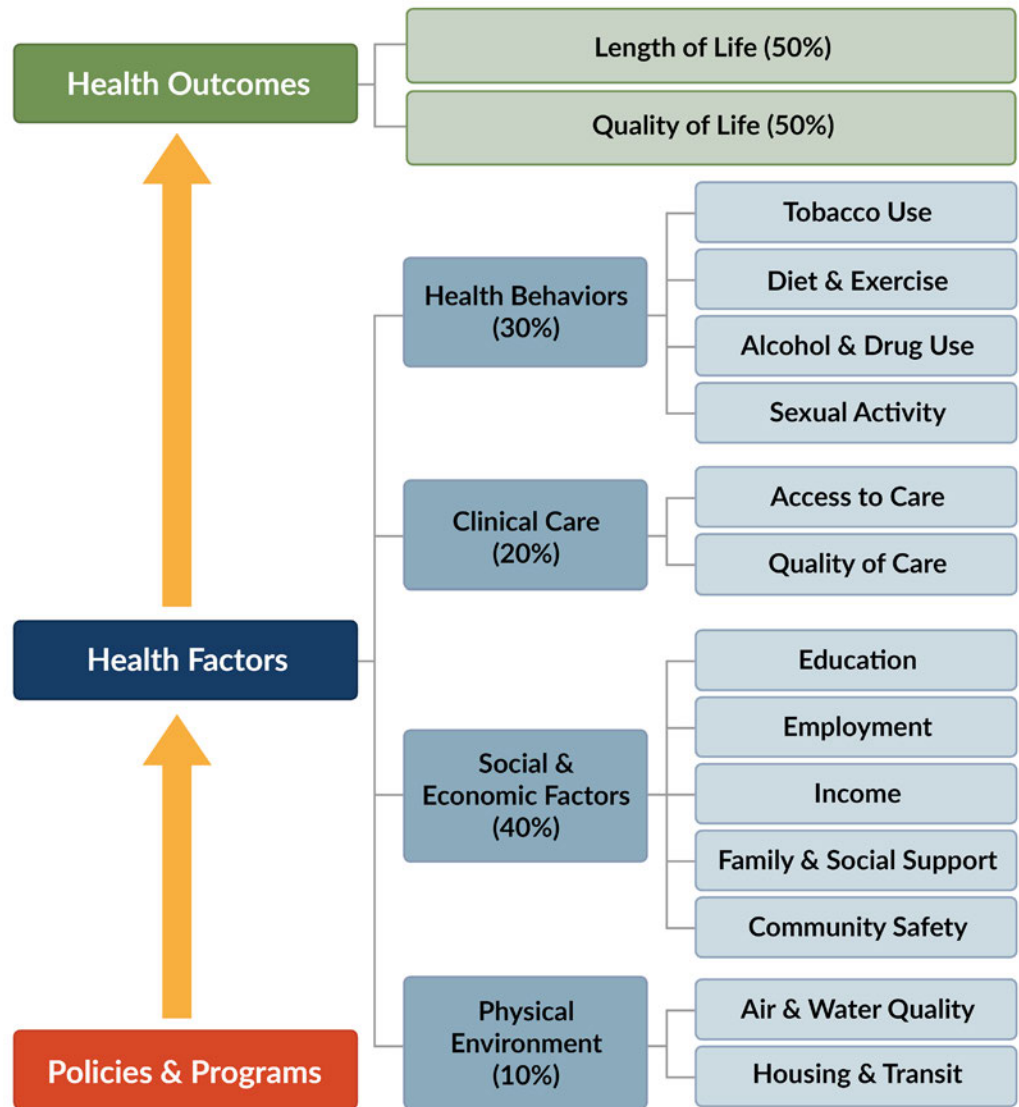 Health Outcomes
Length of Life (50%)
Quality of Life (50%)
Health Factors
Health Behaviors
(30%)
Tobacco Use
Diet & Exercise
Alcohol & Drug Use
Sexual Activity
Clinical Care
(20%)
Access to Care
Quality of Care
Social &
Economic Factors
(40%)
Education
Employment
Income
Family & Social Support
Community Safety
Physical
Environment
(10%)
Air & Water Quality
Housing & Transit
Policies & Programs